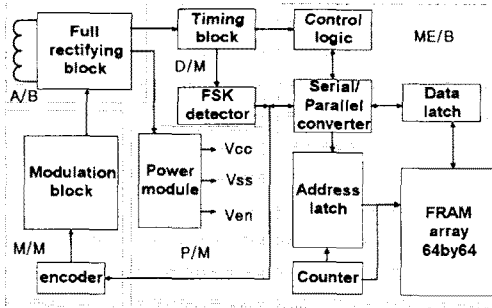 Full
rectifying
block
Timing
block
Control
logic
ME/B
A/B
D/M
FSK
detector
Serial/
Parallel
converter
Data
latch
Modulation
block
Power
module
Vcc
Vss
Ven
Address
latch
FRAM
array
64by64
M/M
encoder
P/M
Counter